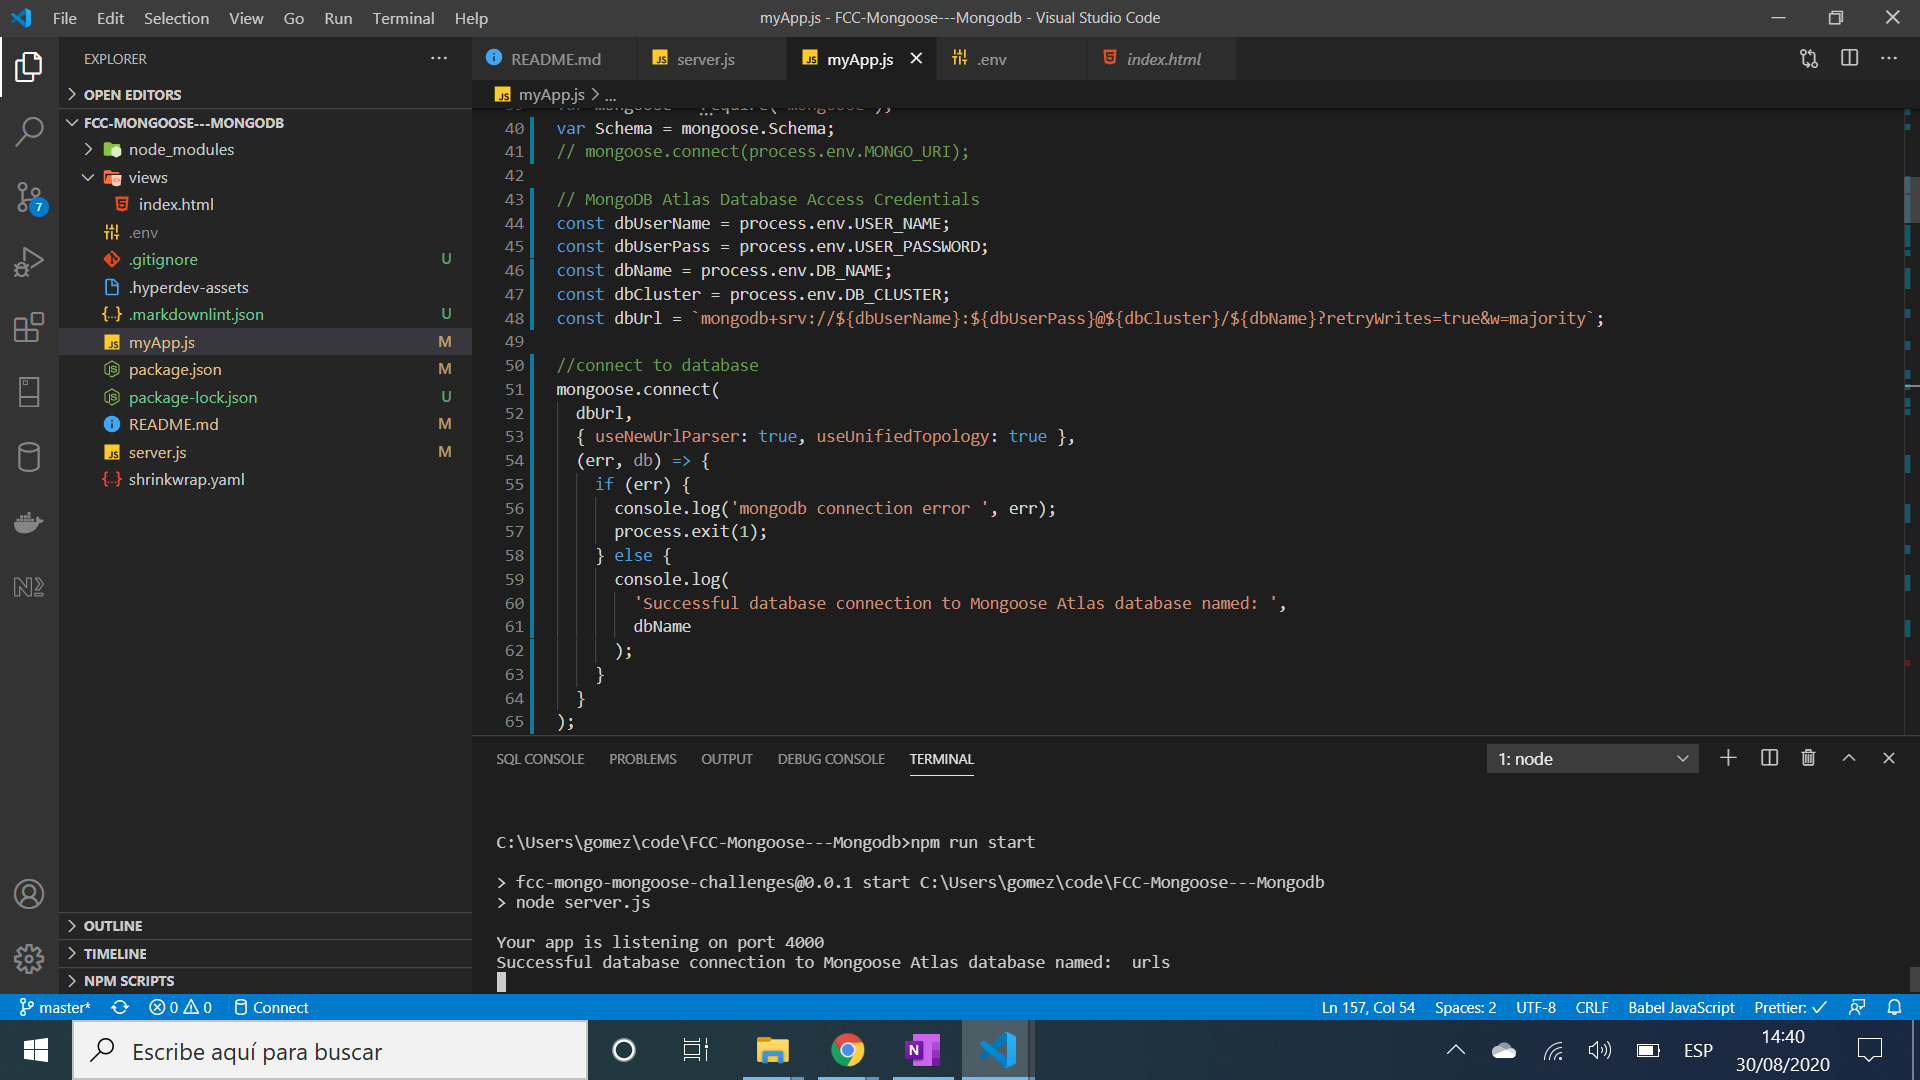 File Edit Selection View Go Run Terminal Help
myApp.js - FCC-Mongoose---Mongodb - Visual Studio Code
EXPLORER
README.md
server.js
myApp.js
.env
index.html
OPEN EDITORS
FCC-MONGOOSE---MONGODB
node_modules
views
index.html
.env
.gitignore U
.hyperdev-assets
.markdownlint.json U
myApp.js M
package.json M
package-lock.json U
README.md M
server.js M
shrinkwrap.yaml
OUTLINE
TIMELINE
NPM SCRIPTS
7
myApp.js > ...
40 var Schema = mongoose.Schema;
41 // mongoose.connect(process.env.MONGO_URI);
42
43 // MongoDB Atlas Database Access Credentials
44 const dbUserName = process.env.USER_NAME;
45 const dbUserPass = process.env.USER_PASSWORD;
46 const dbName = process.env.DB_NAME;
47 const dbCluster = process.env.DB_CLUSTER;
48 const dbUrl = `mongodb+srv://${dbUserName}:${dbUserPass}@${dbCluster}/${dbName}?retryWrites=true&w=majority`;
49
50 //connect to database
51 mongoose.connect(
52 dbUrl,
53 { useNewUrlParser: true, useUnifiedTopology: true },
54 (err, db) => {
55 if (err) {
56 console.log('mongodb connection error ', err);
57 process.exit(1);
58 } else {
59 console.log(
60 'Successful database connection to Mongoose Atlas database named: ',
61 dbName
62 );
63 }
64 }
65 );
SQL CONSOLE PROBLEMS OUTPUT DEBUG CONSOLE TERMINAL
1: node
C:\Users\gomez\code\FCC-Mongoose---Mongodb>npm run start
> fcc-mongo-mongoose-challenges@0.0.1 start C:\Users\gomez\code\FCC-Mongoose---Mongodb
> node server.js
Your app is listening on port 4000
Successful database connection to Mongoose Atlas database named:  urls
master* 0 0 Connect
Ln 157, Col 54 Spaces: 2 UTF-8 CRLF Babel JavaScript Prettier: ✓
Escribe aquí para buscar
N
ESP
14:40
30/08/2020